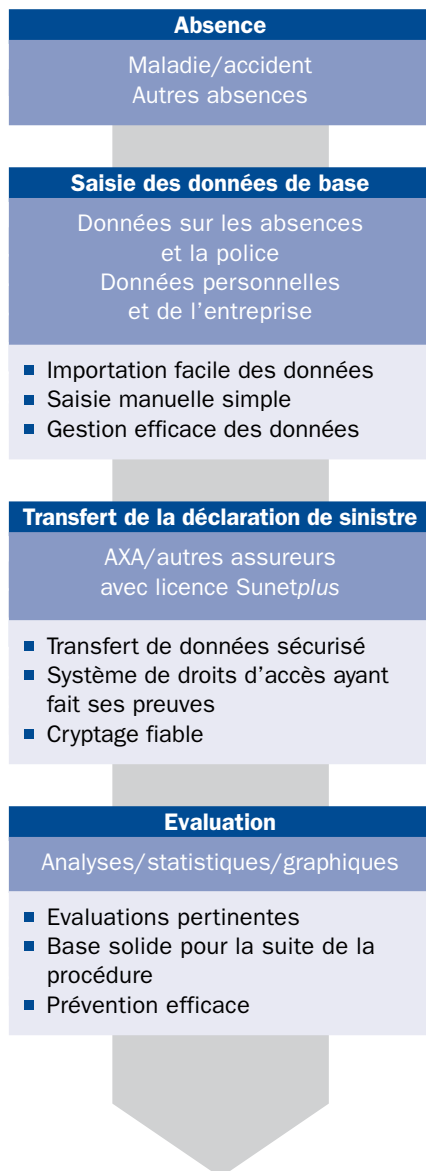 Absence
Maladie/accident
Autres absences
Saisie des données de base
Données sur les absences
et la police
Données personnelles
et de l'entreprise
Importation facile des données
Saisie manuelle simple
Gestion efficace des données
Transfert de la déclaration de sinistre
AXA/autres assureurs
avec licence Sunetplus
Transfert de données sécurisé
Système de droits d'accès ayant
fait ses preuves
Cryptage fiable
Evaluation
Analyses/statistiques/graphiques
Evaluations pertinentes
Base solide pour la suite de la
procédure
Prévention efficace